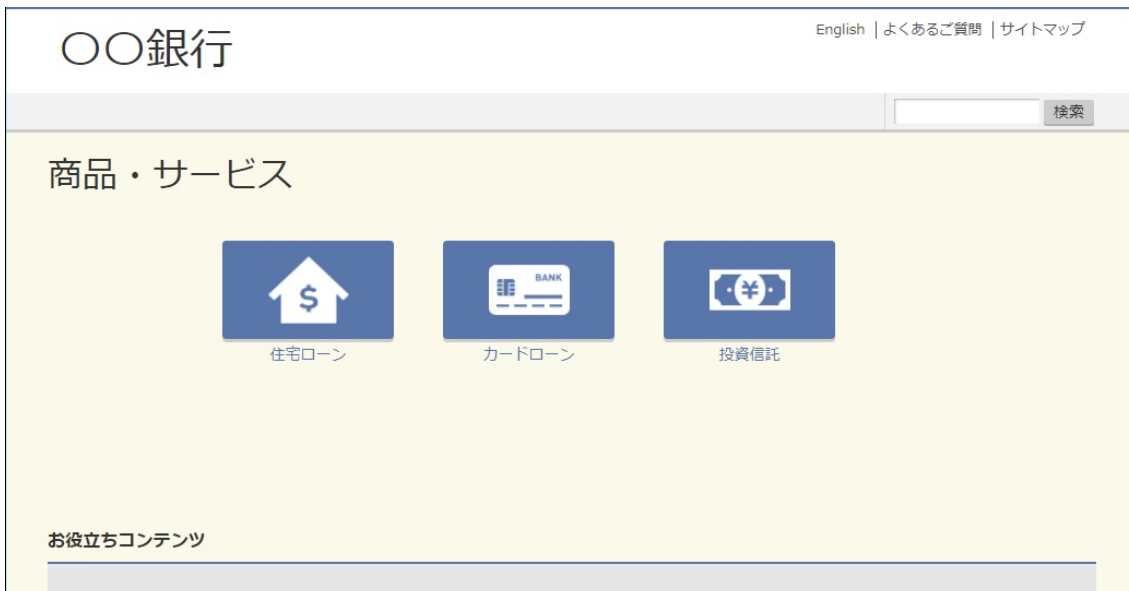 〇〇銀行
English | よくあるご質問 | サイトマップ
検索
商品・サービス
$
BANK
¥
住宅ローン
カードローン
投資信託
お役立ちコンテンツ